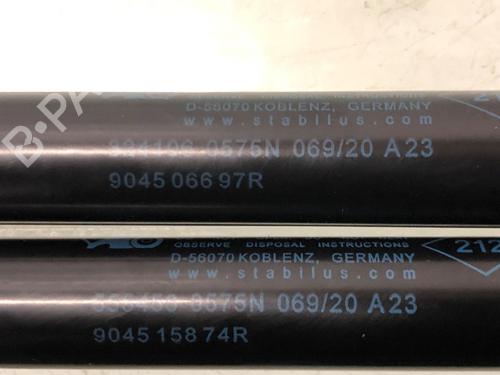 D-56070 KOBLENZ, GERMANY
www.stabilus.com
0575N 069/20 A23
9045 066 97R
OBSERVE DISPOSAL INSTRUCTIONS
212
D-56070 KOBLENZ, GERMANY
www.stabilus.com
0575N 069/20 A23
9045 158 74R